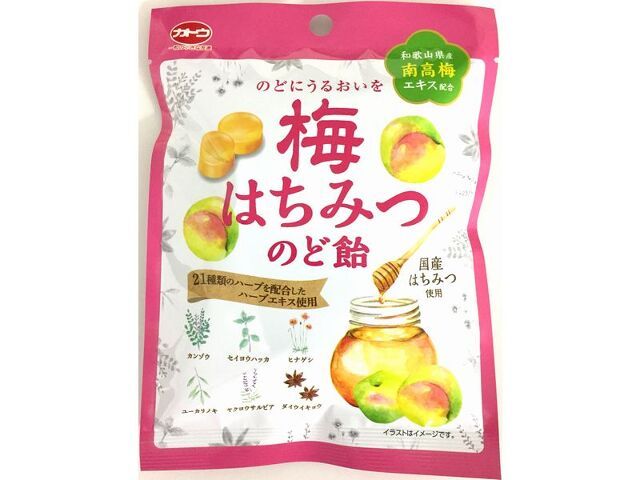 カトウ
和歌山県産
南高梅
エキス配合
のどにうるおいを
梅
はちみつ
のど飴
国産
はちみつ
使用
21種類のハーブを配合した
ハーブエキス使用
カンゾウ
セイヨウハッカ
ヒナゲシ
ユーカリノキ
ヤクヨウサルビア
ダイウイキョウ
イラストはイメージです。